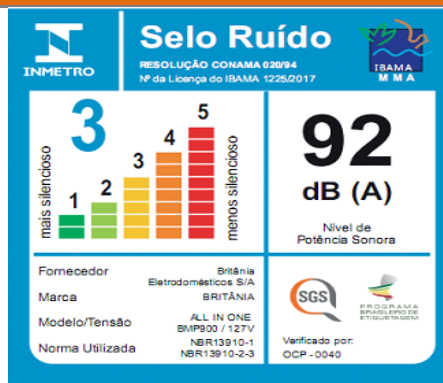 INMETRO
Selo Ruído
RESOLUÇÃO CONAMA 020/94
Nº da Licença do IBAMA 1225/2017
IBAMA
MMA
3
mais silencioso
1
2
3
4
5
menos silencioso
92
dB (A)
Nível de
Potência Sonora
Fornecedor
Britânia
Eletrodomésticos S/A
Marca
BRITÂNIA
Modelo/Tensão
ALL IN ONE
BMP900 / 127V
Norma Utilizada
NBR13910-1
NBR13910-2-3
SGS
PROGRAMA
BRASILEIRO DE
ETIQUETAGEM
Verificado por:
OCP - 0040